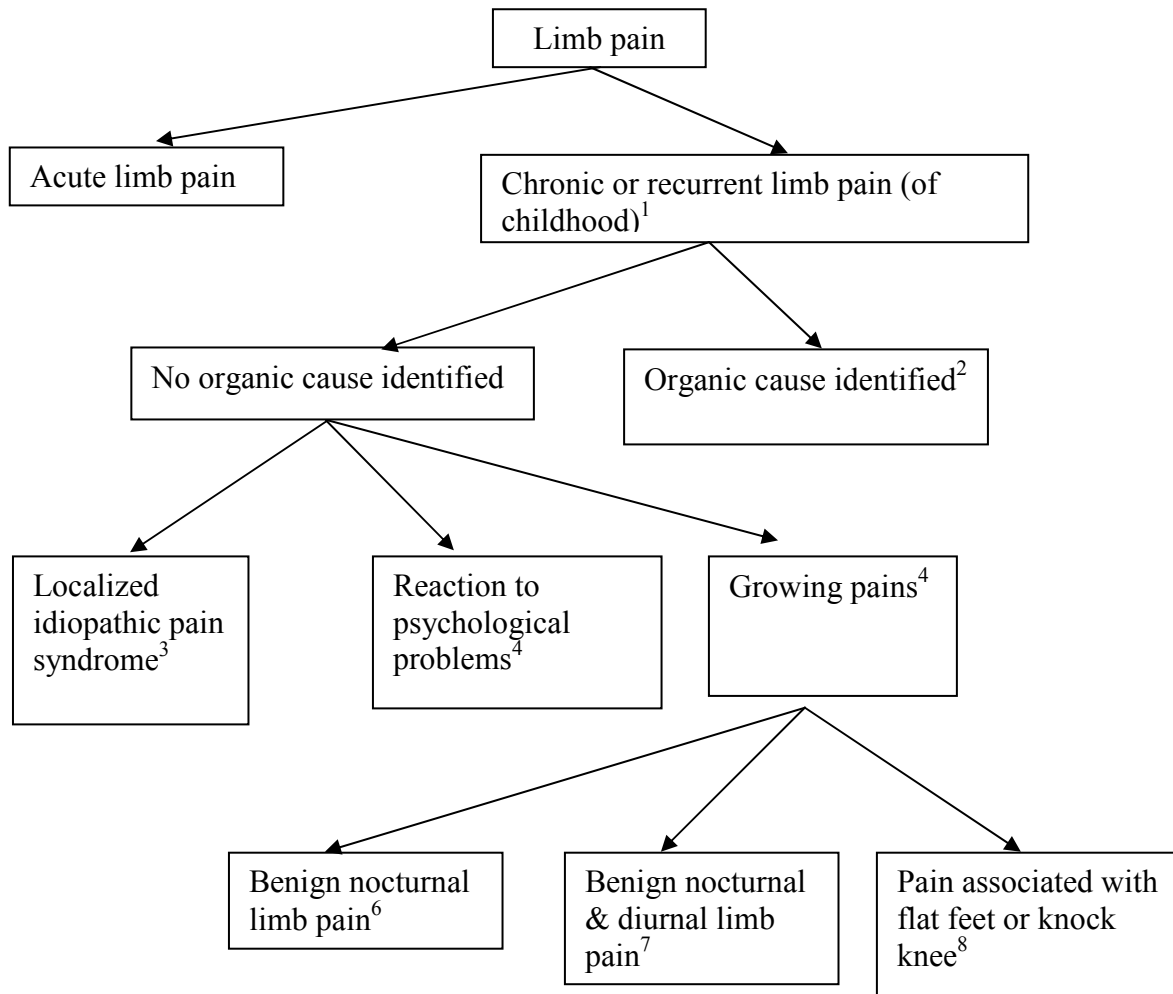 Limb pain
Acute limb pain
Chronic or recurrent limb pain (of
childhood)¹
No organic cause identified
Organic cause identified²
Localized
idiopathic pain
syndrome³
Reaction to
psychological
problems⁴
Growing pains⁴
Benign nocturnal
limb pain⁶
Benign nocturnal
& diurnal limb
pain⁷
Pain associated with
flat feet or knock
knee⁸